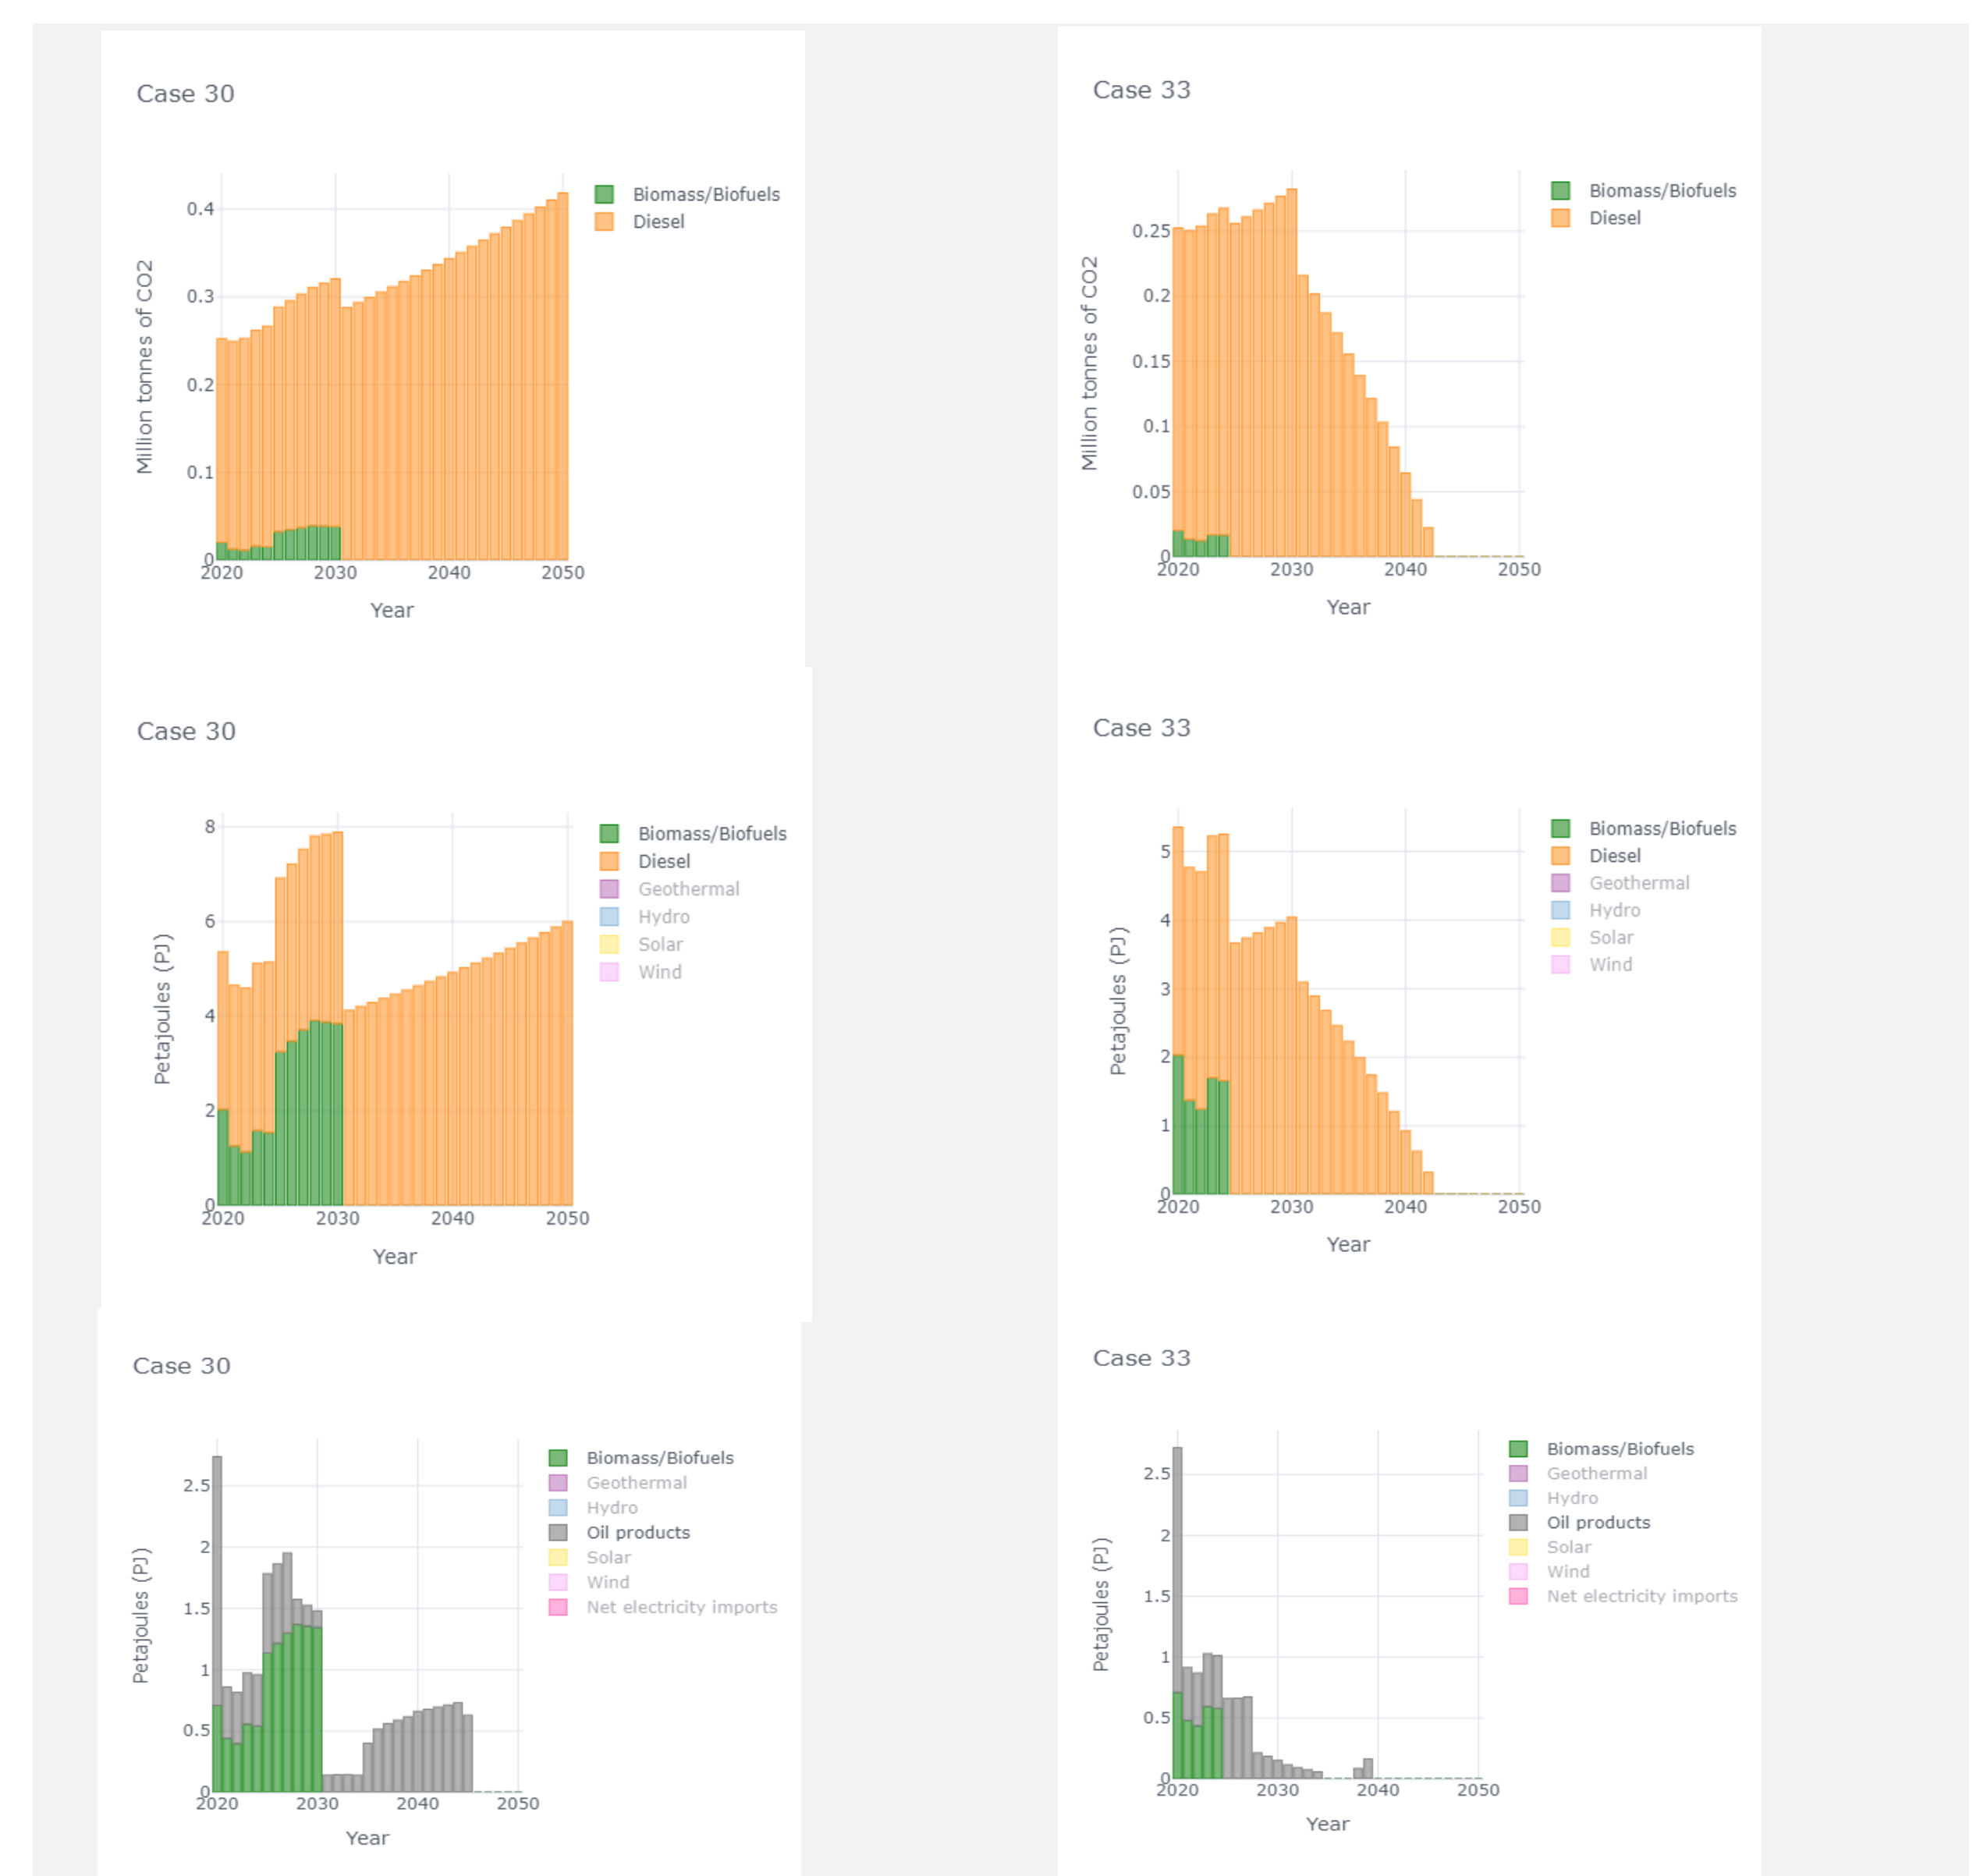 Case 30
0.4
0.3
0.2
0.1
0
2020 2030 2040 2050
Million tonnes of CO2
Year
Biomass/Biofuels
Diesel
Case 33
0.25
0.2
0.15
0.1
0.05
0
2020 2030 2040 2050
Million tonnes of CO2
Year
Biomass/Biofuels
Diesel
Case 30
8
6
4
2
0
2020 2030 2040 2050
Petajoules (PJ)
Year
Biomass/Biofuels
Diesel
Geothermal
Hydro
Solar
Wind
Case 33
5
4
3
2
1
0
2020 2030 2040 2050
Petajoules (PJ)
Year
Biomass/Biofuels
Diesel
Geothermal
Hydro
Solar
Wind
Case 30
2.5
2
1.5
1
0.5
0
2020 2030 2040 2050
Petajoules (PJ)
Year
Biomass/Biofuels
Geothermal
Hydro
Oil products
Solar
Wind
Net electricity imports
Case 33
2.5
2
1.5
1
0.5
0
2020 2030 2040 2050
Petajoules (PJ)
Year
Biomass/Biofuels
Geothermal
Hydro
Oil products
Solar
Wind
Net electricity imports